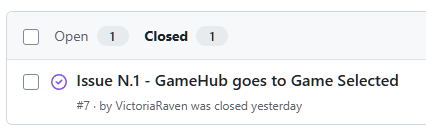 Open 1 Closed 1
Issue N.1 - GameHub goes to Game Selected
#7 · by VictoriaRaven was closed yesterday